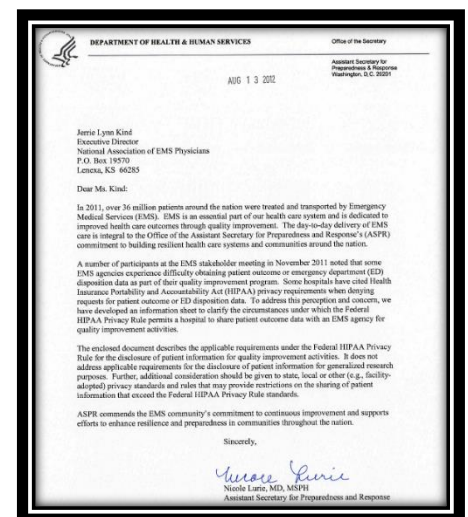 DEPARTMENT OF HEALTH & HUMAN SERVICES
Office of the Secretary
Assistant Secretary for
Preparedness & Response
Washington, D.C. 20201
AUG 13 2012
Jerrie Lynn Kind
Executive Director
National Association of EMS Physicians
P.O. Box 19570
Lenexa, KS 66285
Dear Ms. Kind:
In 2011, over 36 million patients around the nation were treated and transported by Emergency
Medical Services (EMS). EMS is an essential part of our health care system and is dedicated to
improved health care outcomes through quality improvement. The day-to-day delivery of EMS
care is integral to the Office of the Assistant Secretary for Preparedness and Response's (ASPR)
commitment to building resilient health care systems and communities around the nation.
A number of participants at the EMS stakeholder meeting in November 2011 noted that some
EMS agencies experience difficulty obtaining patient outcome or emergency department (ED)
disposition data as part of their quality improvement program. Some hospitals have cited Health
Insurance Portability and Accountability Act (HIPAA) privacy requirements when denying
requests for patient outcome or ED disposition data. To address this perception and concern, we
have developed an information sheet to clarify the circumstances under which the Federal
HIPAA Privacy Rule permits a hospital to share patient outcome data with an EMS agency for
quality improvement activities.
The enclosed document describes the applicable requirements under the Federal HIPAA Privacy
Rule for the disclosure of patient information for quality improvement activities. It does not
address applicable requirements for the disclosure of patient information for generalized research
purposes. Further, additional consideration should be given to state, local or other (e.g., facility-
adopted) privacy standards and rules that may provide restrictions on the sharing of patient
information that exceed the Federal HIPAA Privacy Rule standards.
ASPR commends the EMS community's commitment to continuous improvement and supports
efforts to enhance resilience and preparedness in communities throughout the nation.
Sincerely,
Nicole Lurie
Nicole Lurie, MD, MSPH
Assistant Secretary for Preparedness and Response